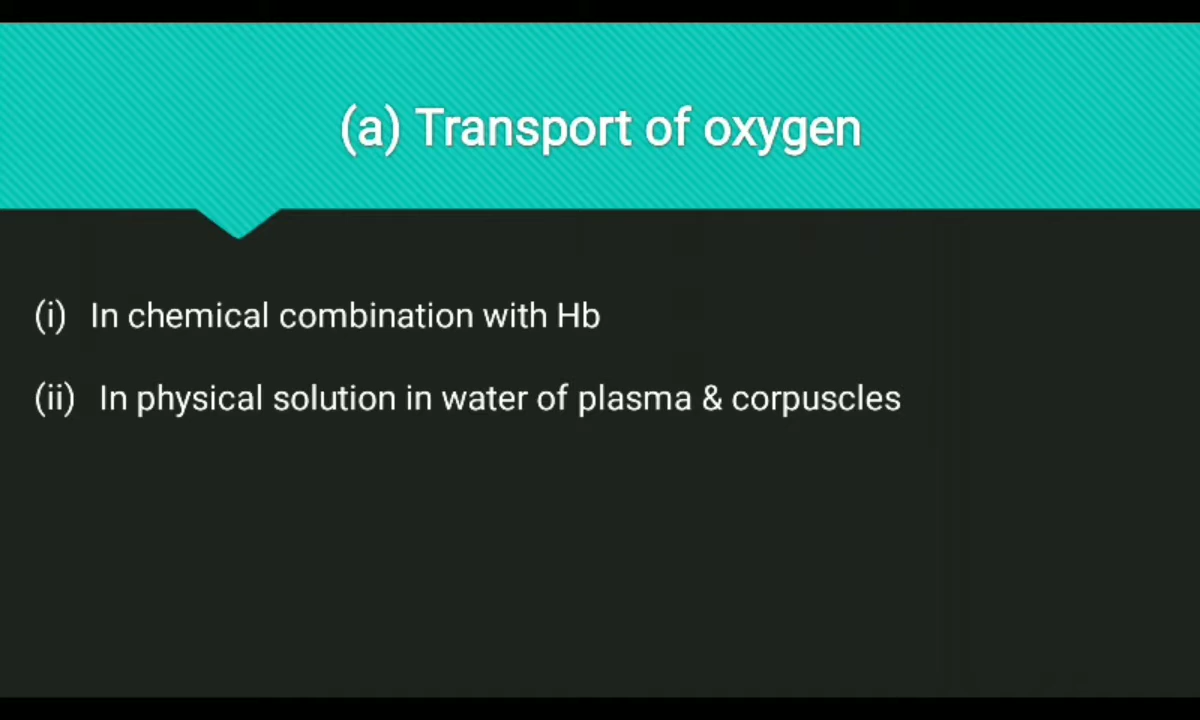 (a) Transport of oxygen
(i) In chemical combination with Hb
(ii) In physical solution in water of plasma & corpuscles